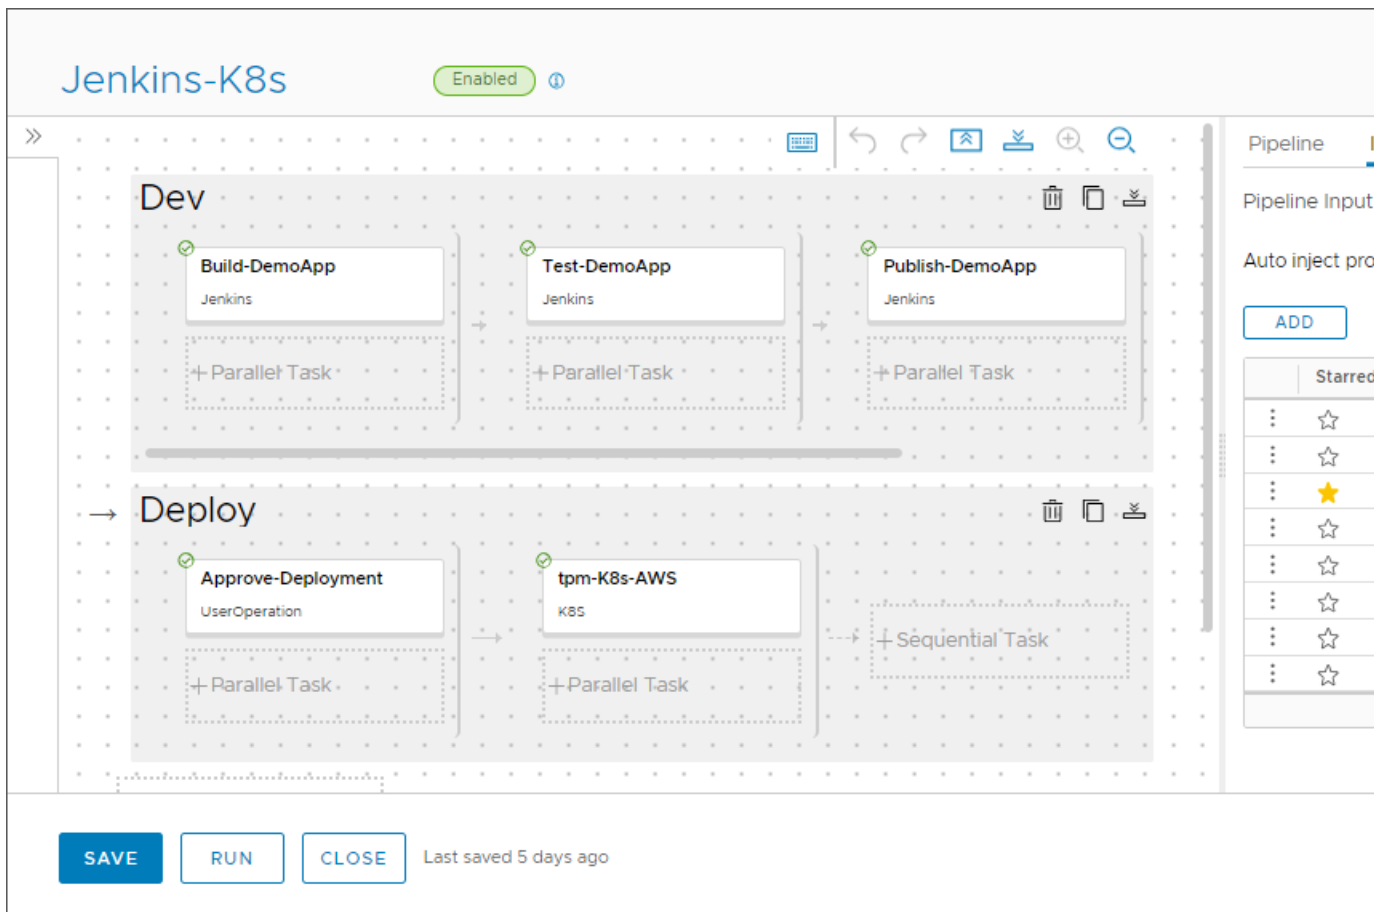 Jenkins-K8s
Enabled
Pipeline
Pipeline Input
Auto inject pro
ADD
Starred
Dev
Build-DemoApp
Jenkins
+ Parallel Task
Test-DemoApp
Jenkins
+ Parallel Task
Publish-DemoApp
Jenkins
+ Parallel Task
Deploy
Approve-Deployment
UserOperation
+ Parallel Task
tpm-K8s-AWS
K8S
+ Parallel Task
+ Sequential Task
SAVE
RUN
CLOSE
Last saved 5 days ago